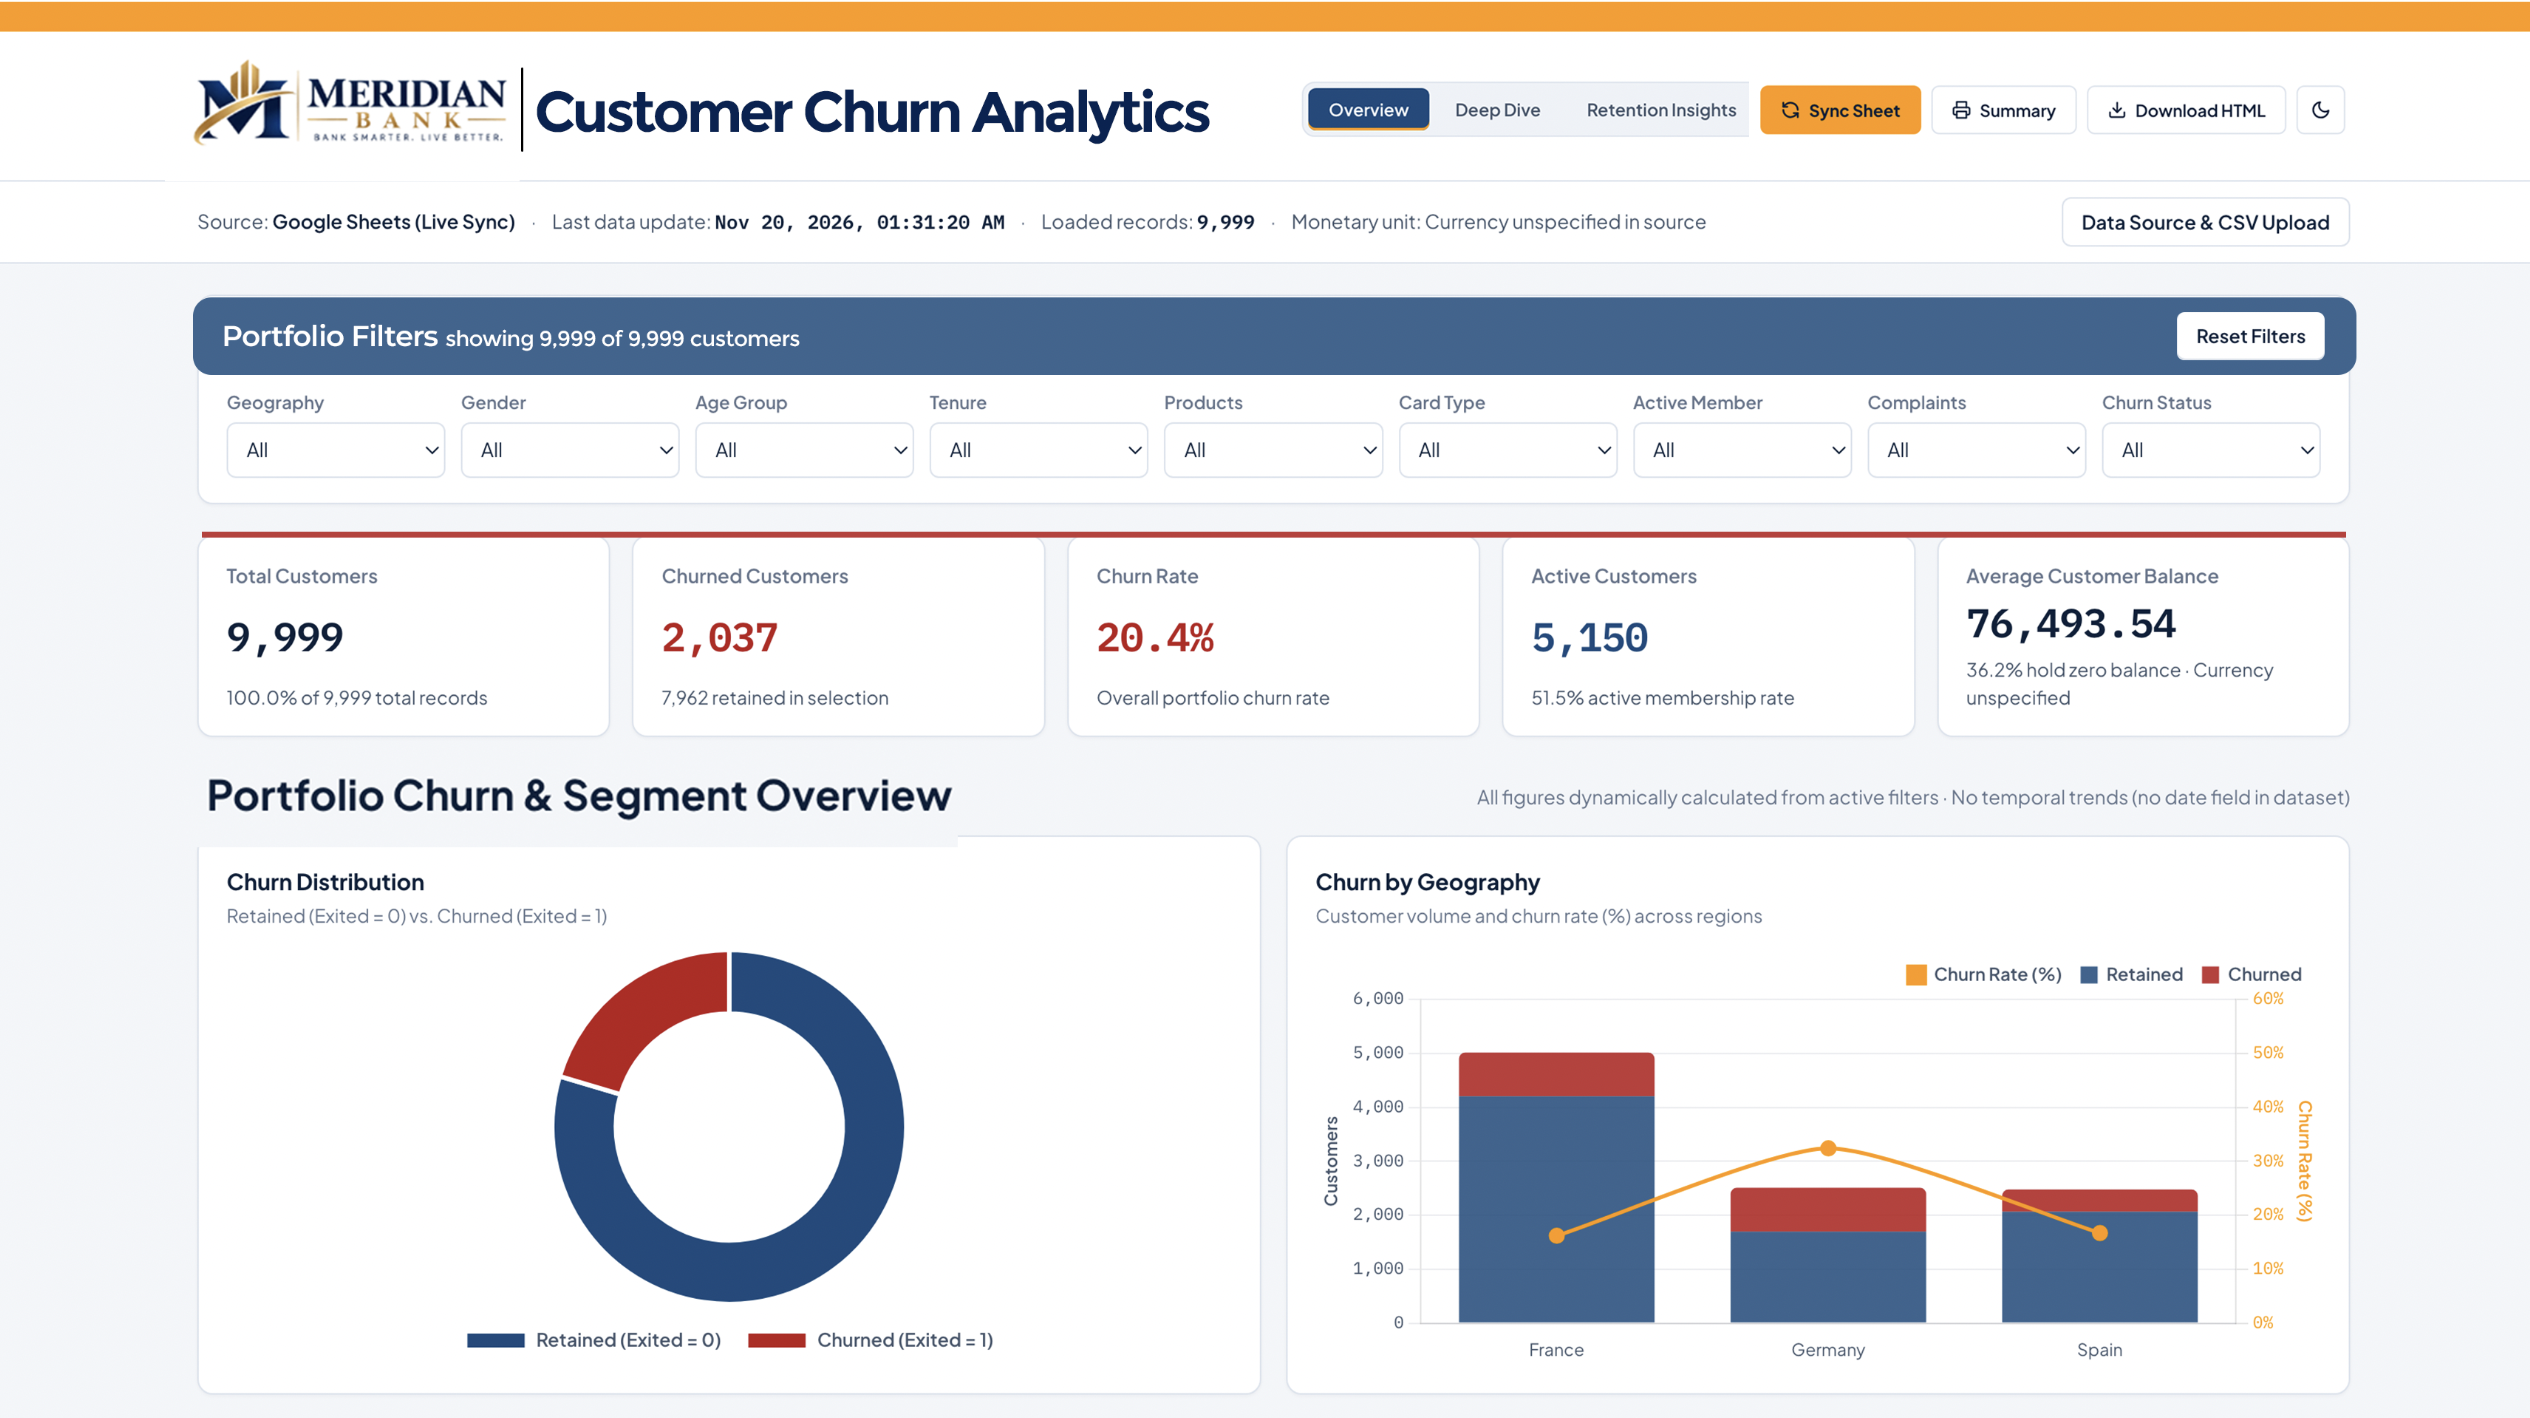 MERIDIAN
BANK
BANK SMARTER. LIVE BETTER.
Customer Churn Analytics
Overview
Deep Dive
Retention Insights
Sync Sheet
Summary
Download HTML
Source: Google Sheets (Live Sync) · Last data update: Nov 20, 2026, 01:31:20 AM · Loaded records: 9,999 · Monetary unit: Currency unspecified in source
Data Source & CSV Upload
Portfolio Filters showing 9,999 of 9,999 customers
Reset Filters
Geography
All
Gender
All
Age Group
All
Tenure
All
Products
All
Card Type
All
Active Member
All
Complaints
All
Churn Status
All
Total Customers
9,999
100.0% of 9,999 total records
Churned Customers
2,037
7,962 retained in selection
Churn Rate
20.4%
Overall portfolio churn rate
Active Customers
5,150
51.5% active membership rate
Average Customer Balance
76,493.54
36.2% hold zero balance · Currency
unspecified
Portfolio Churn & Segment Overview
All figures dynamically calculated from active filters · No temporal trends (no date field in dataset)
Churn Distribution
Retained (Exited = 0) vs. Churned (Exited = 1)
Retained (Exited = 0)
Churned (Exited = 1)
Churn by Geography
Customer volume and churn rate (%) across regions
Churn Rate (%)
Retained
Churned
Customers
6,000
5,000
4,000
3,000
2,000
1,000
0
60%
50%
40%
30%
20%
10%
0%
Churn Rate (%)
France
Germany
Spain